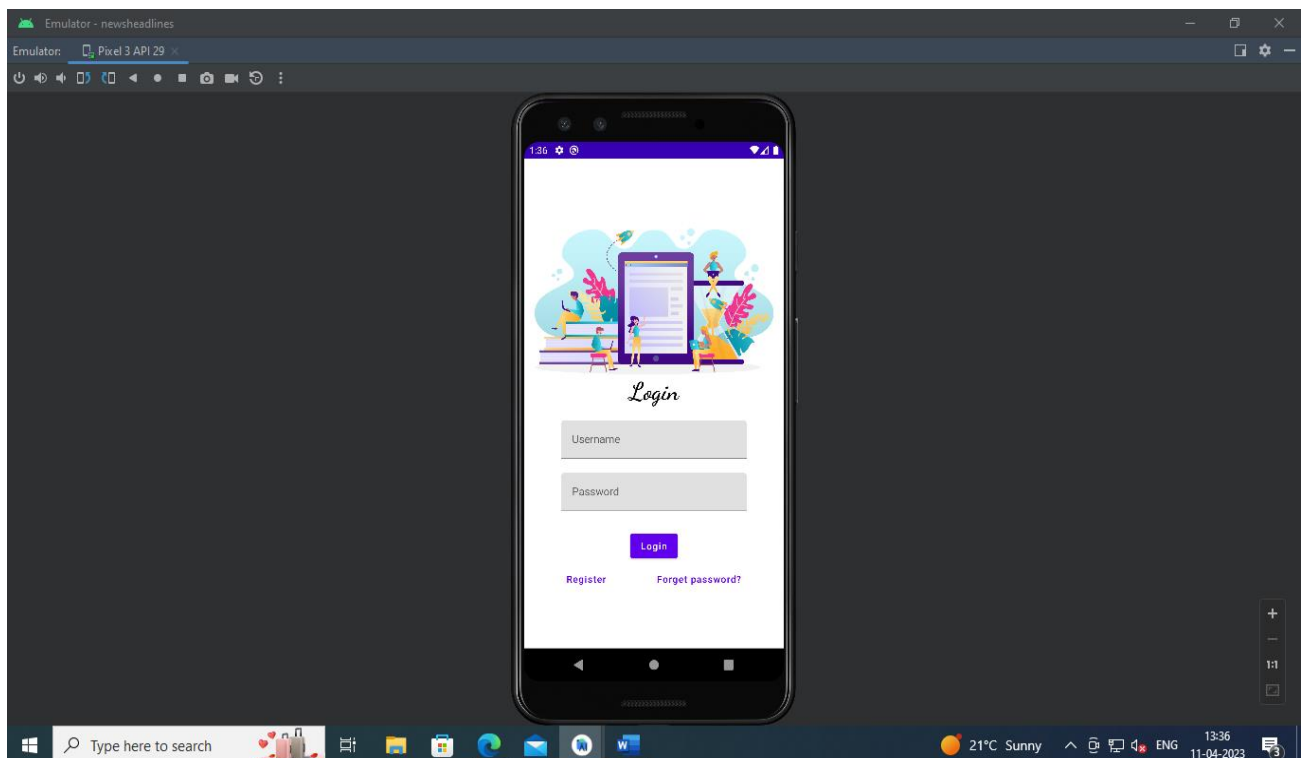 Emulator - newsheadlines
Emulator: Pixel 3 API 29
1:36
Login
Username
Password
Login
Register Forget password?
1:1
Type here to search
21°C Sunny ENG 13:36
11-04-2023
3